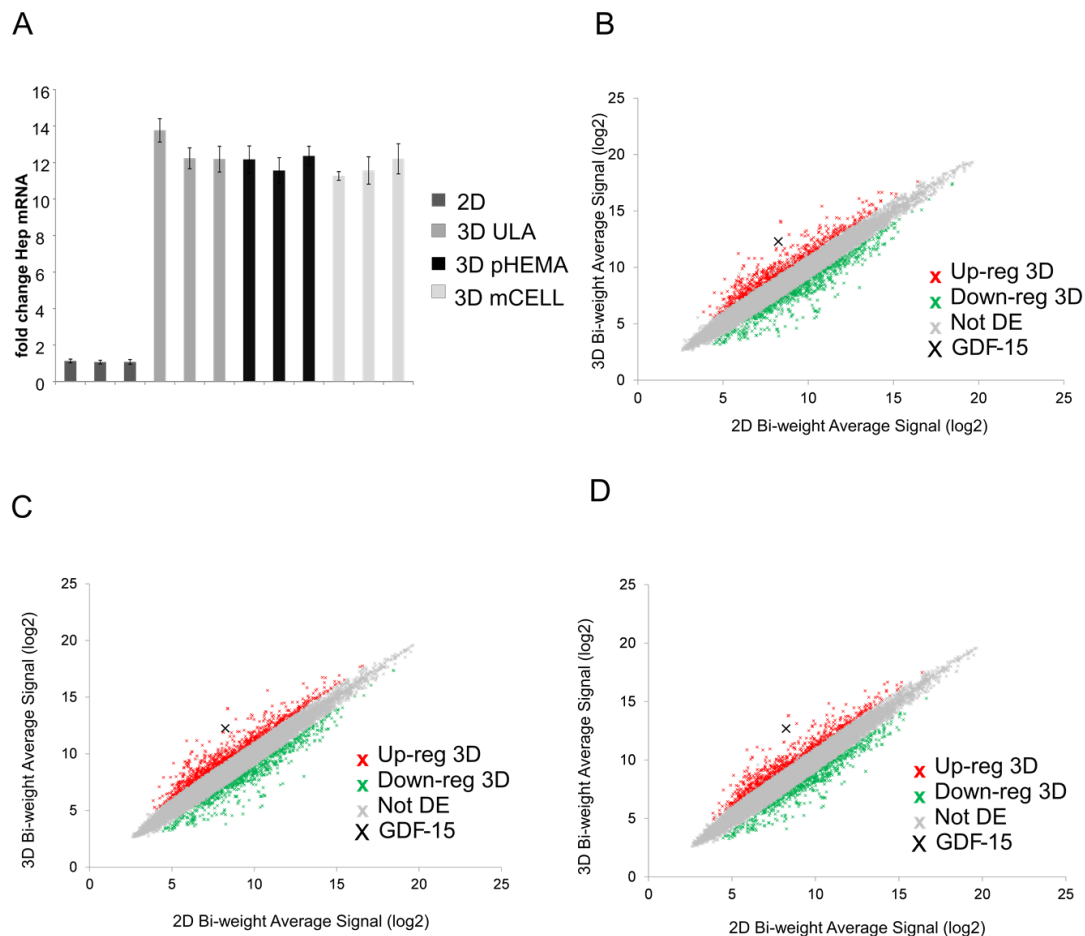 A
fold change Hep mRNA
16
14
12
10
8
6
4
2
0
2D
3D ULA
3D pHEMA
3D mCELL
B
3D Bi-weight Average Signal (log2)
25
20
15
10
5
0
0 5 10 15 20 25
2D Bi-weight Average Signal (log2)
x Up-reg 3D
x Down-reg 3D
x Not DE
X GDF-15
C
3D Bi-weight Average Signal (log2)
25
20
15
10
5
0
0 5 10 15 20 25
2D Bi-weight Average Signal (log2)
x Up-reg 3D
x Down-reg 3D
x Not DE
X GDF-15
D
3D Bi-weight Average Signal (log2)
25
20
15
10
5
0
0 5 10 15 20 25
2D Bi-weight Average Signal (log2)
x Up-reg 3D
x Down-reg 3D
x Not DE
X GDF-15